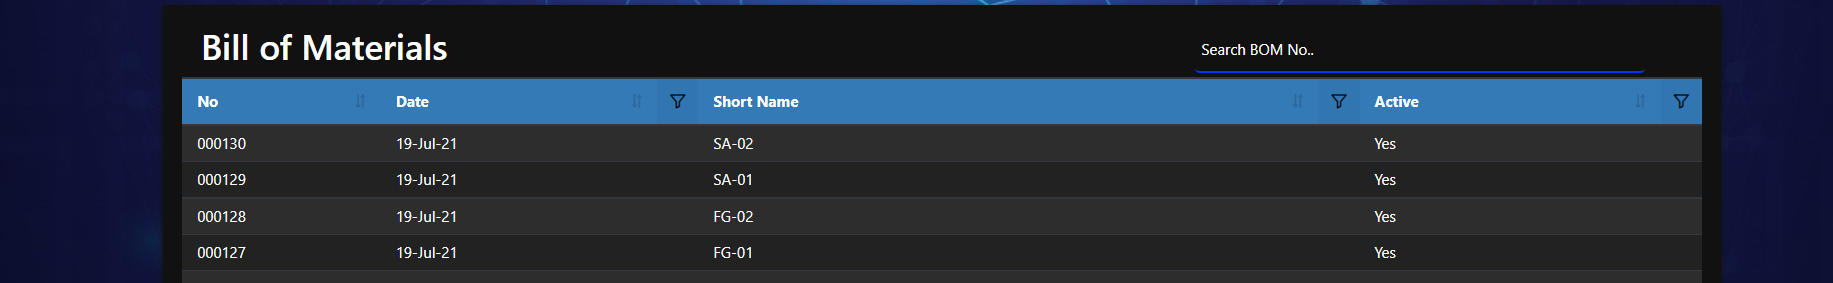 Bill of Materials
Search BOM No..
No Date Short Name Active
000130 19-Jul-21 SA-02 Yes
000129 19-Jul-21 SA-01 Yes
000128 19-Jul-21 FG-02 Yes
000127 19-Jul-21 FG-01 Yes